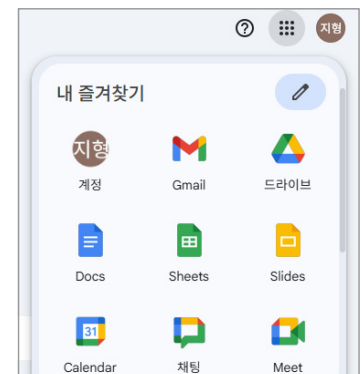 지형
내 즐겨찾기
지형
계정 Gmail 드라이브
Docs Sheets Slides
31
Calendar 채팅 Meet